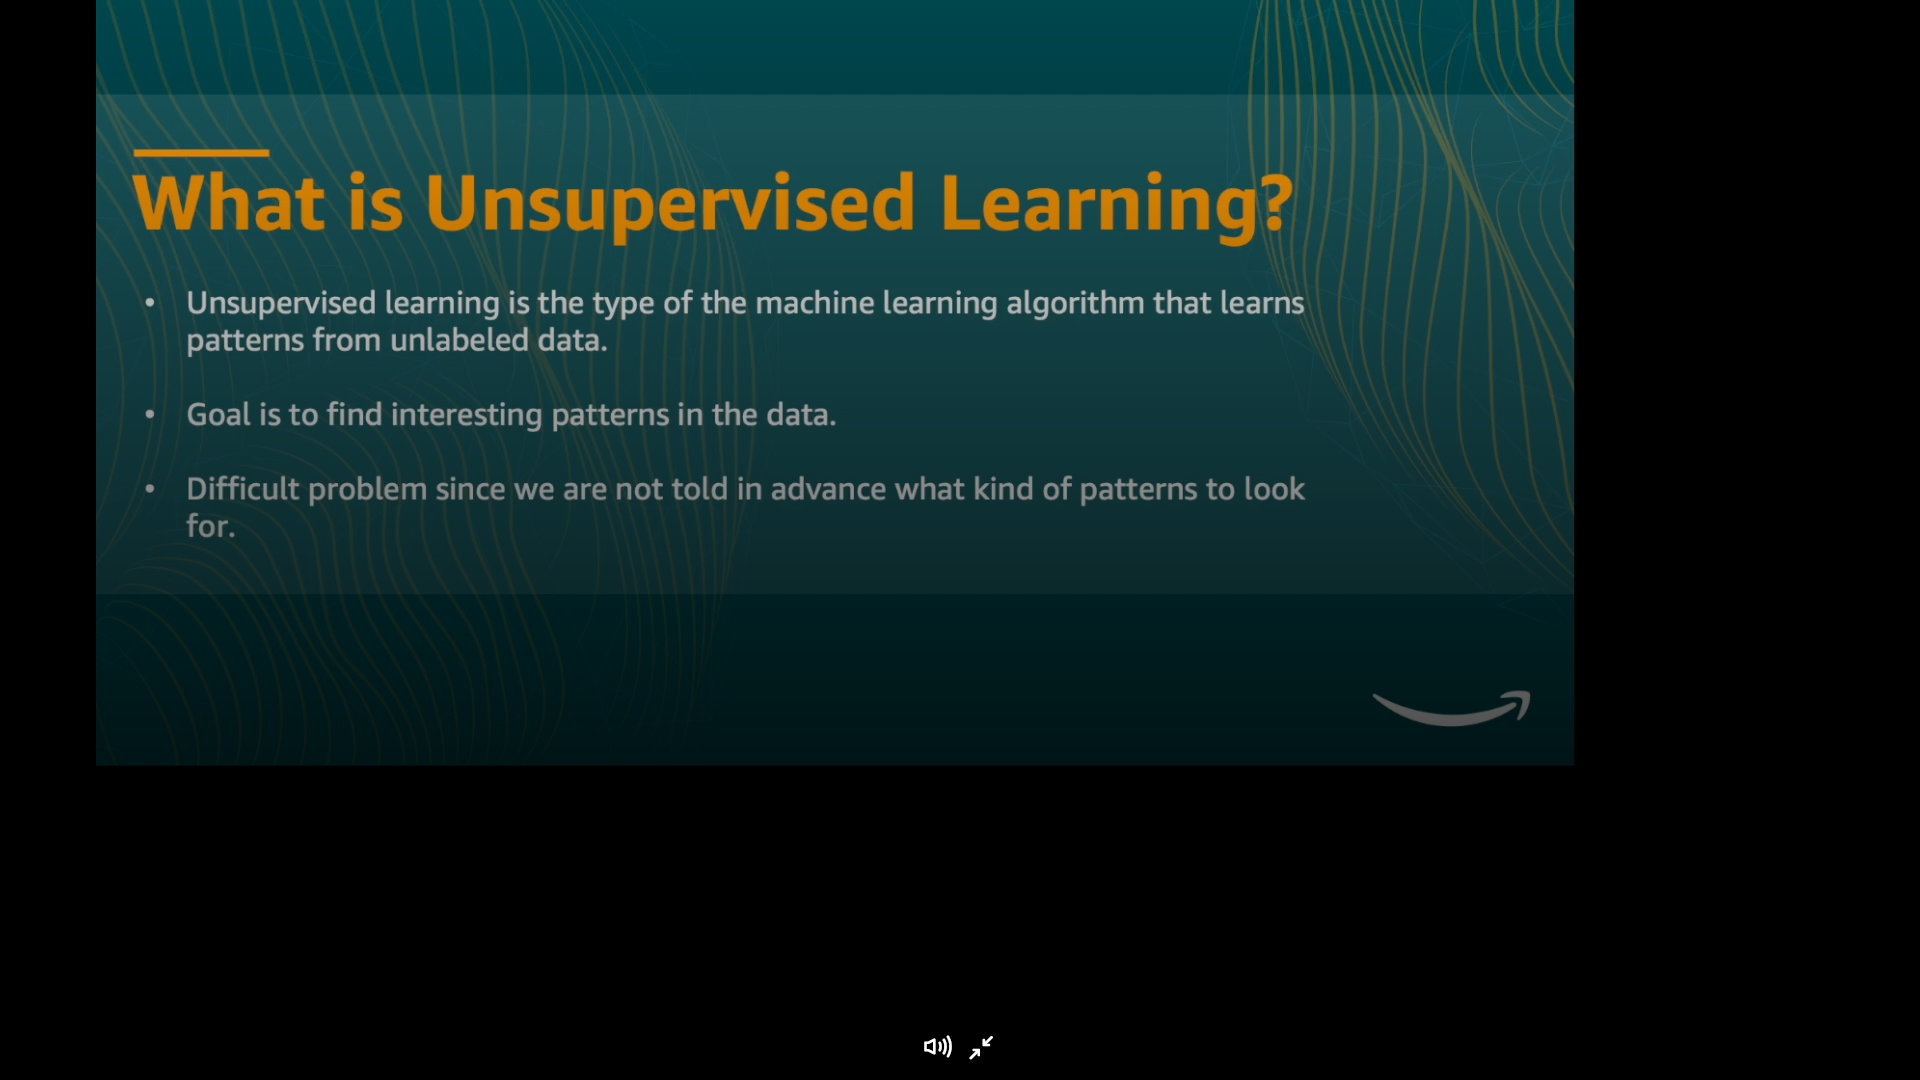 What is Unsupervised Learning?
• Unsupervised learning is the type of the machine learning algorithm that learns
patterns from unlabeled data.
• Goal is to find interesting patterns in the data.
• Difficult problem since we are not told in advance what kind of patterns to look
for.